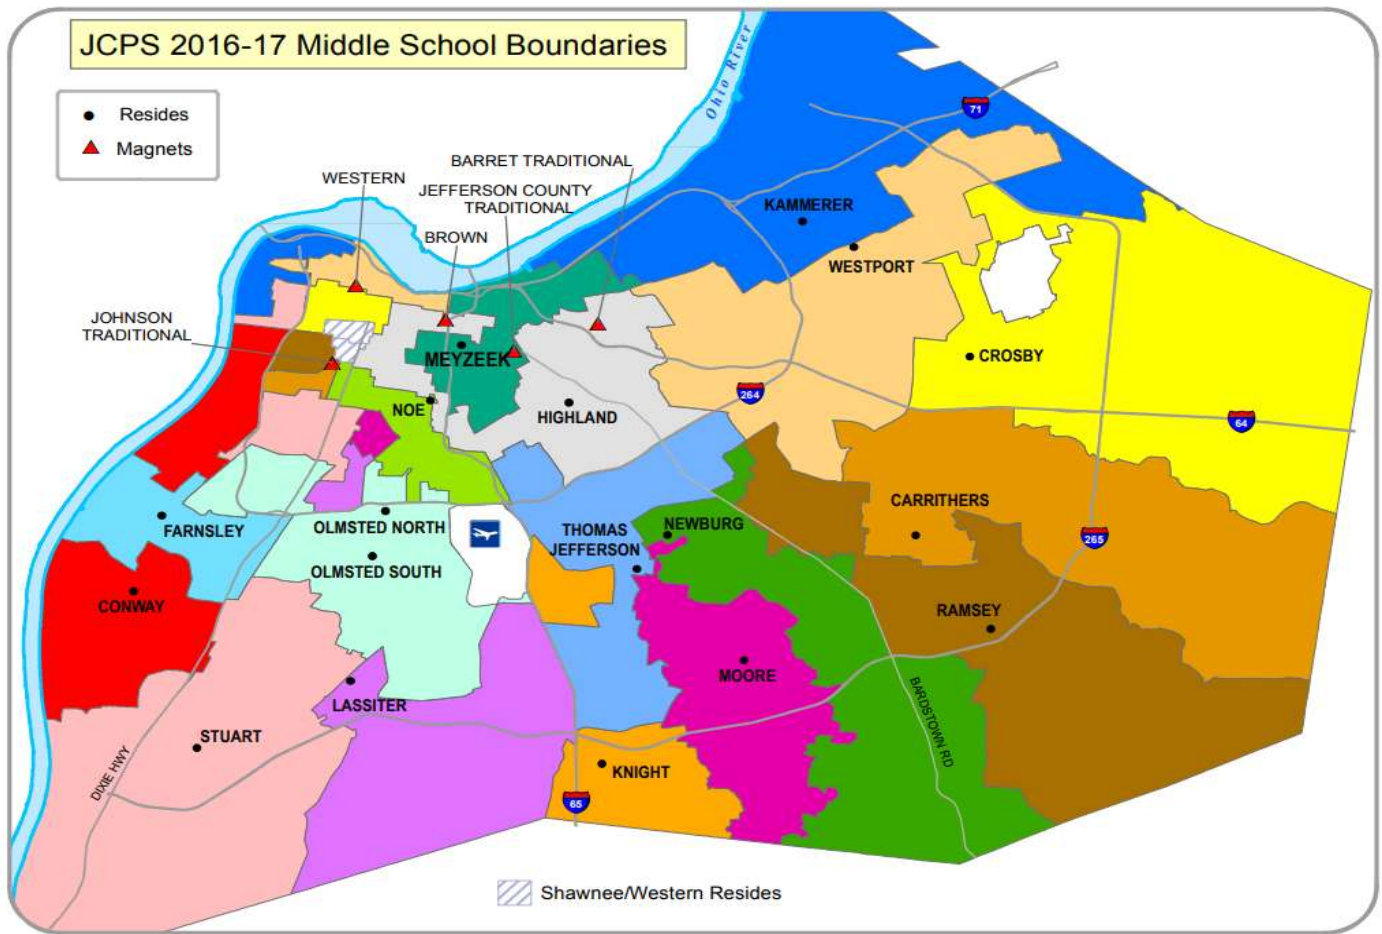 JCPS 2016-17 Middle School Boundaries
Resides
Magnets
Ohio River
71
BARRET TRADITIONAL
WESTERN
JEFFERSON COUNTY
TRADITIONAL
BROWN
KAMMERER
WESTPORT
JOHNSON
TRADITIONAL
MEYZEEK
CROSBY
NOE
HIGHLAND
264
64
FARNSLEY
OLMSTED NORTH
OLMSTED SOUTH
THOMAS
JEFFERSON
NEWBURG
CARRITHERS
265
CONWAY
RAMSEY
MOORE
LASSITER
STUART
DIXIE HWY
BARDSTOWN RD
KNIGHT
65
Shawnee/Western Resides